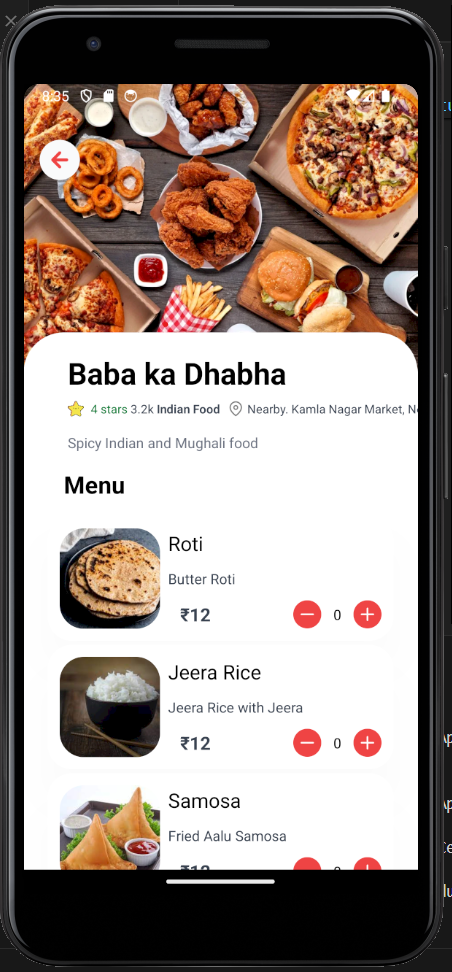 8:35
Baba ka Dhabha
4 stars 3.2k Indian Food Nearby. Kamla Nagar Market,
Spicy Indian and Mughali food
Menu
Roti
Butter Roti
₹12 0
Jeera Rice
Jeera Rice with Jeera
₹12 0
Samosa
Fried Aalu Samosa
₹12 0